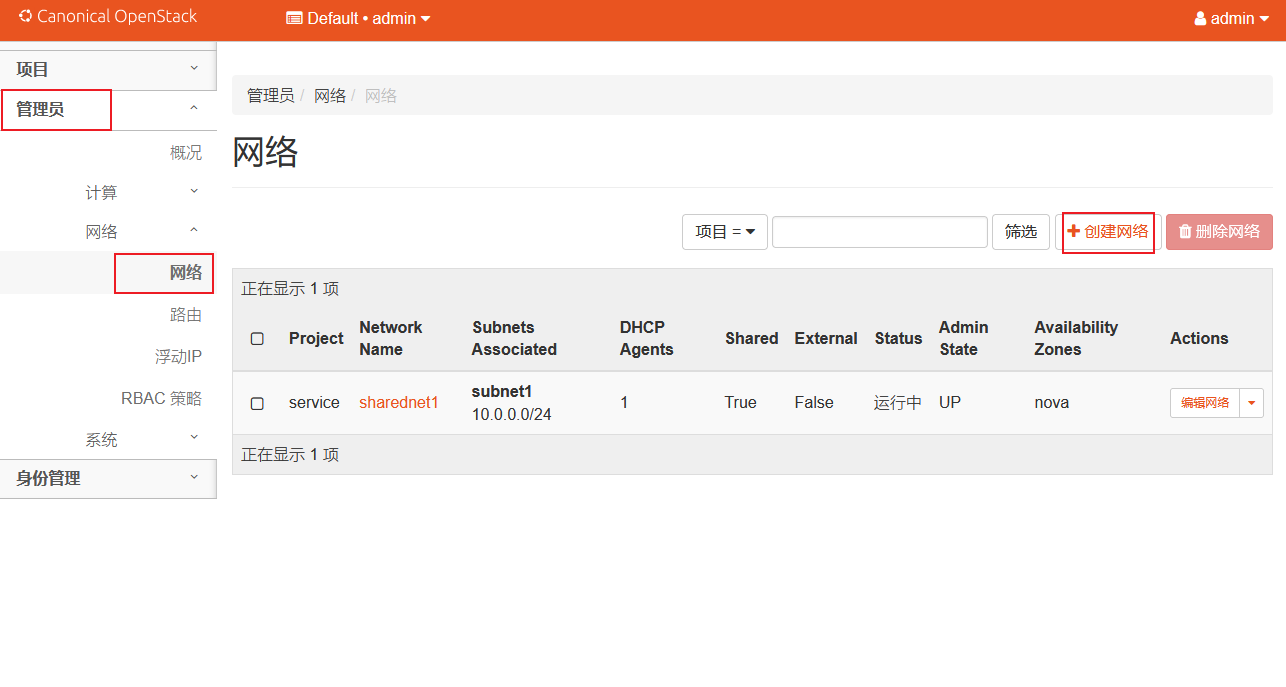 Canonical OpenStack
Default • admin
admin
项目
管理员
概况
计算
网络
网络
路由
浮动IP
RBAC 策略
系统
身份管理
管理员 / 网络 / 网络
网络
项目 =
筛选
创建网络
删除网络
正在显示 1 项
Project
Network Name
Subnets Associated
DHCP Agents
Shared
External
Status
Admin State
Availability Zones
Actions
service
sharednet1
subnet1
10.0.0.0/24
1
True
False
运行中
UP
nova
编辑网络
正在显示 1 项